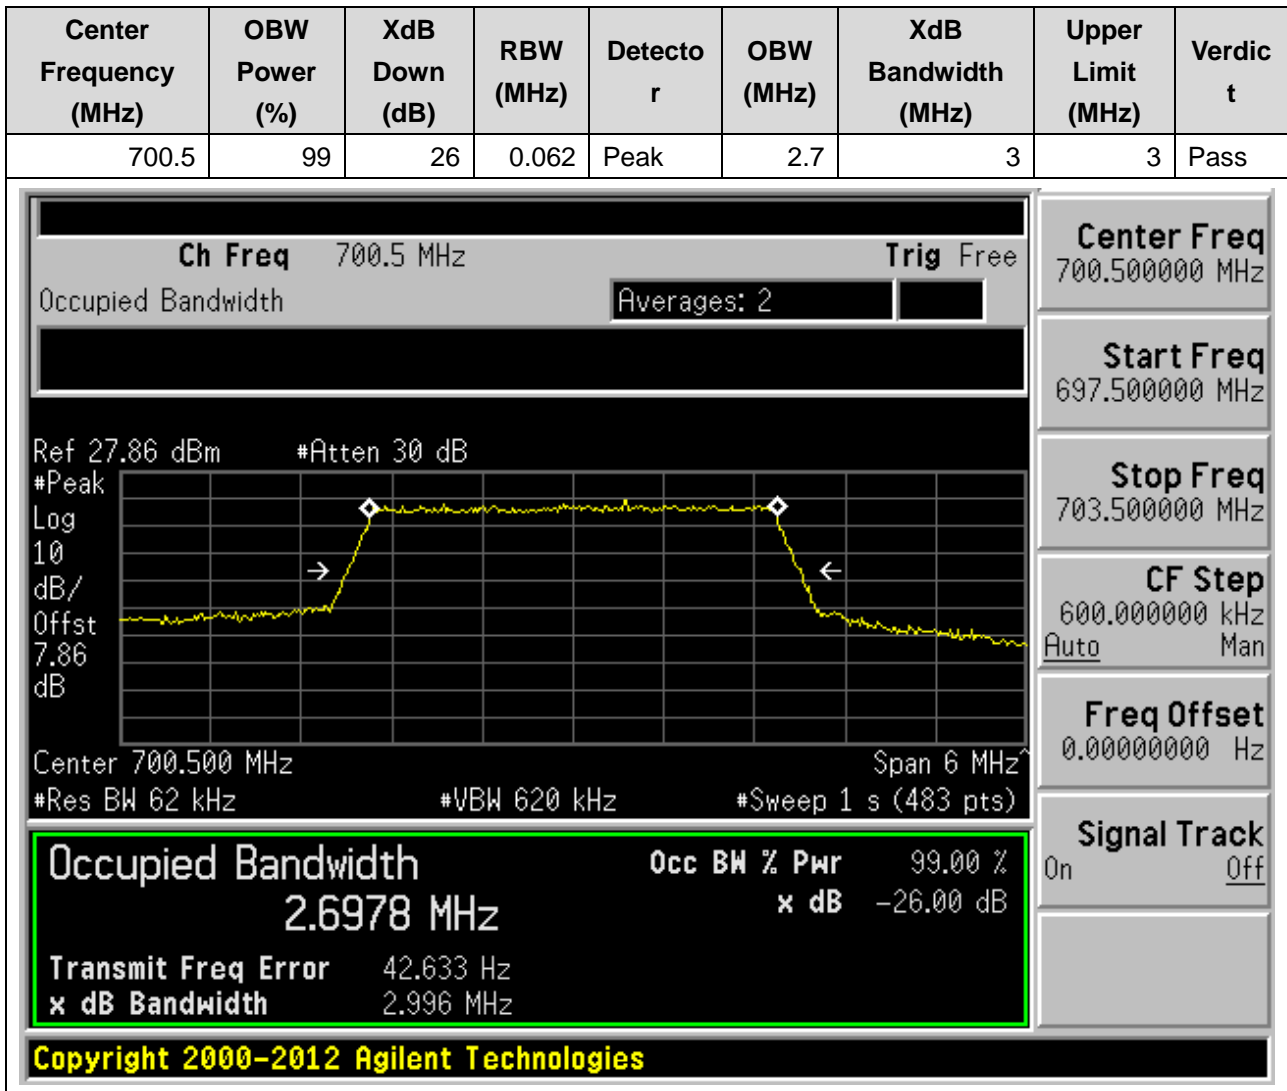 Center Frequency (MHz) OBW Power (%) XdB Down (dB) RBW (MHz) Detecto r OBW (MHz) XdB Bandwidth (MHz) Upper Limit (MHz) Verdic t
700.5 99 26 0.062 Peak 2.7 3 3 Pass
Ch Freq 700.5 MHz Trig Free
Occupied Bandwidth Averages: 2
Ref 27.86 dBm #Atten 30 dB
#Peak
Log
10
dB/
Offst
7.86
dB
Center 700.500 MHz Span 6 MHz^
#Res BW 62 kHz #VBW 620 kHz #Sweep 1 s (483 pts)
Occupied Bandwidth Occ BW % Pwr 99.00 %
2.6978 MHz x dB -26.00 dB
Transmit Freq Error 42.633 Hz
x dB Bandwidth 2.996 MHz
Copyright 2000-2012 Agilent Technologies
Center Freq
700.500000 MHz
Start Freq
697.500000 MHz
Stop Freq
703.500000 MHz
CF Step
600.000000 kHz
Auto Man
Freq Offset
0.00000000 Hz
Signal Track
On Off